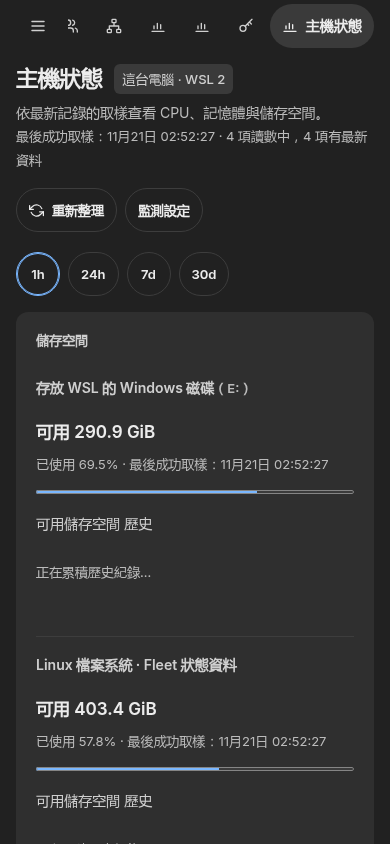 主機狀態
主機狀態
這台電腦 · WSL 2
依最新記錄的取樣查看 CPU、記憶體與儲存空間。
最後成功取樣：11月21日 02:52:27 · 4 項讀數中，4 項有最新
資料
重新整理
監測設定
1h
24h
7d
30d
儲存空間
存放 WSL 的 Windows 磁碟（ E: ）
可用 290.9 GiB
已使用 69.5% · 最後成功取樣：11月21日 02:52:27
可用儲存空間 歷史
正在累積歷史紀錄...
Linux 檔案系統 · Fleet 狀態資料
可用 403.4 GiB
已使用 57.8% · 最後成功取樣：11月21日 02:52:27
可用儲存空間 歷史